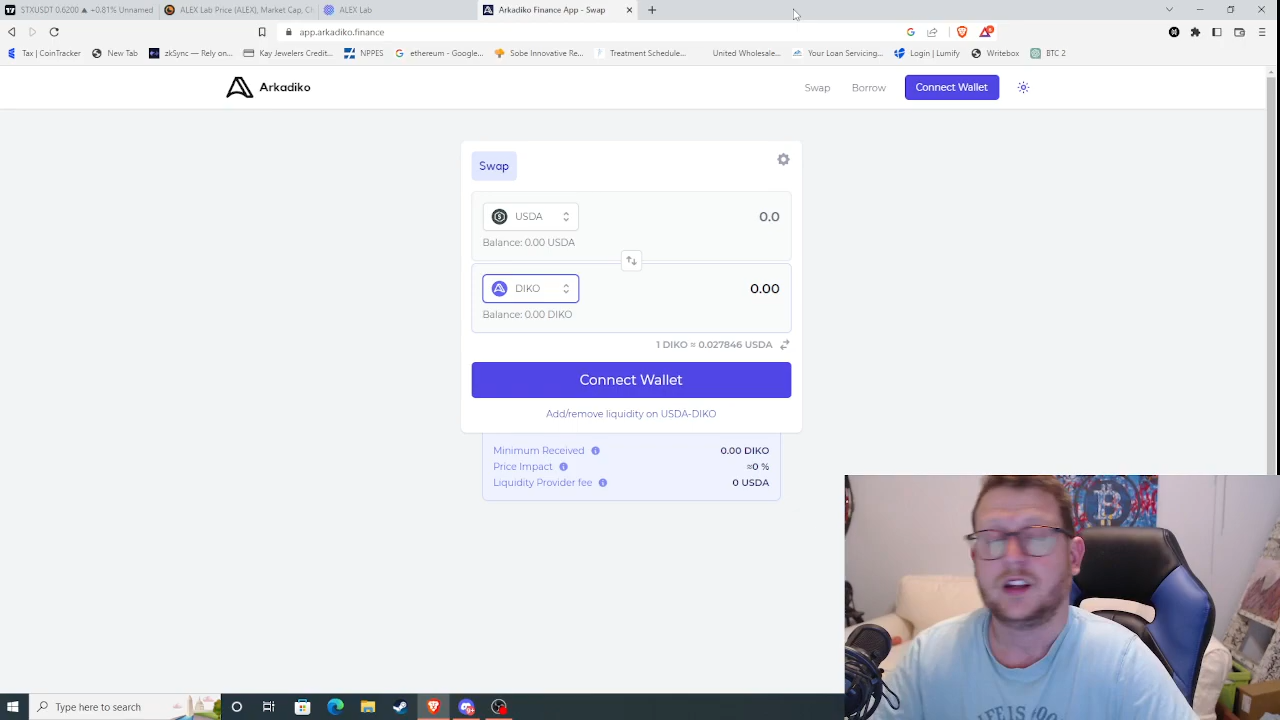 STXUSDT 0.6200 ▲ +0.81% Unnamed
ALEX Lab Price (ALEX), Market Cap, C
ALEX Lab
Arkadiko Finance App - Swap
app.arkadiko.finance
Tax | CoinTracker
New Tab
zkSync — Rely on...
Kay Jewelers Credit...
NPPES
ethereum - Google...
Sobe Innovative Re...
Treatment Schedule...
United Wholesale...
Your Loan Servicing...
Login | Lumify
Writebox
BTC 2
Arkadiko
Swap
Borrow
Connect Wallet
Swap
USDA
0.0
Balance: 0.00 USDA
DIKO
0.00
Balance: 0.00 DIKO
1 DIKO ≈ 0.027846 USDA
Connect Wallet
Add/remove liquidity on USDA-DIKO
Minimum Received
0.00 DIKO
Price Impact
≈0 %
Liquidity Provider fee
0 USDA
LIFE IS
Type here to search